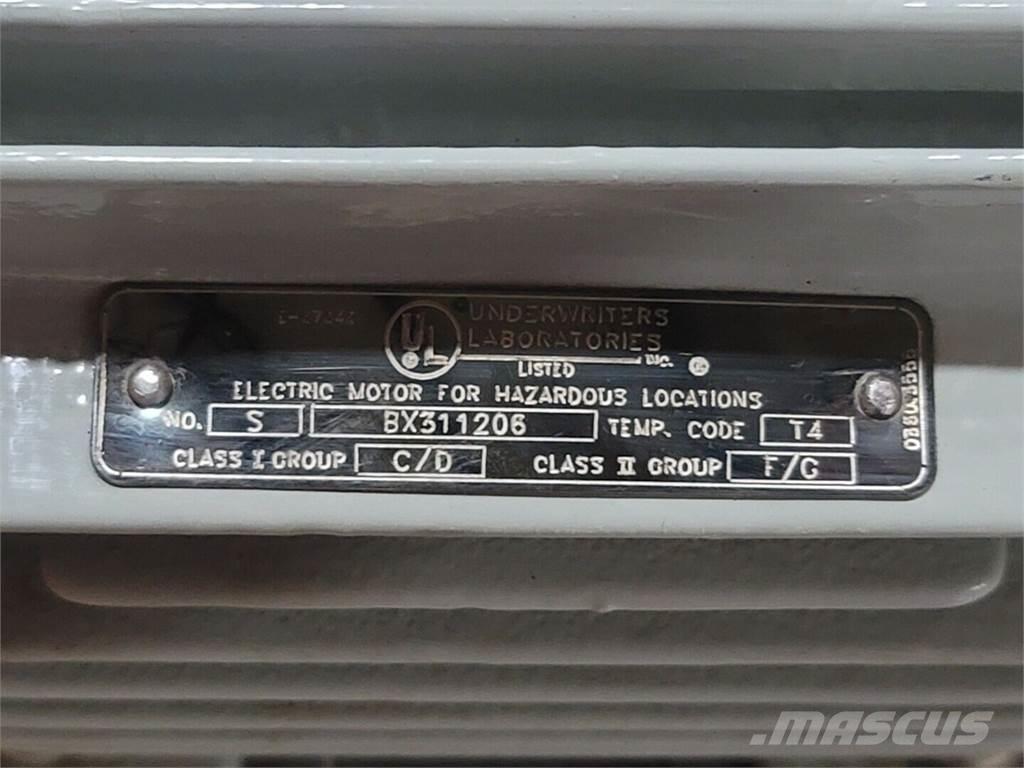 UL
UNDERWRITERS
LABORATORIES
INC. ®
LISTED
ELECTRIC MOTOR FOR HAZARDOUS LOCATIONS
NO. S BX311206 TEMP. CODE T4
CLASS I GROUP C/D CLASS II GROUP F/G
MASCUS